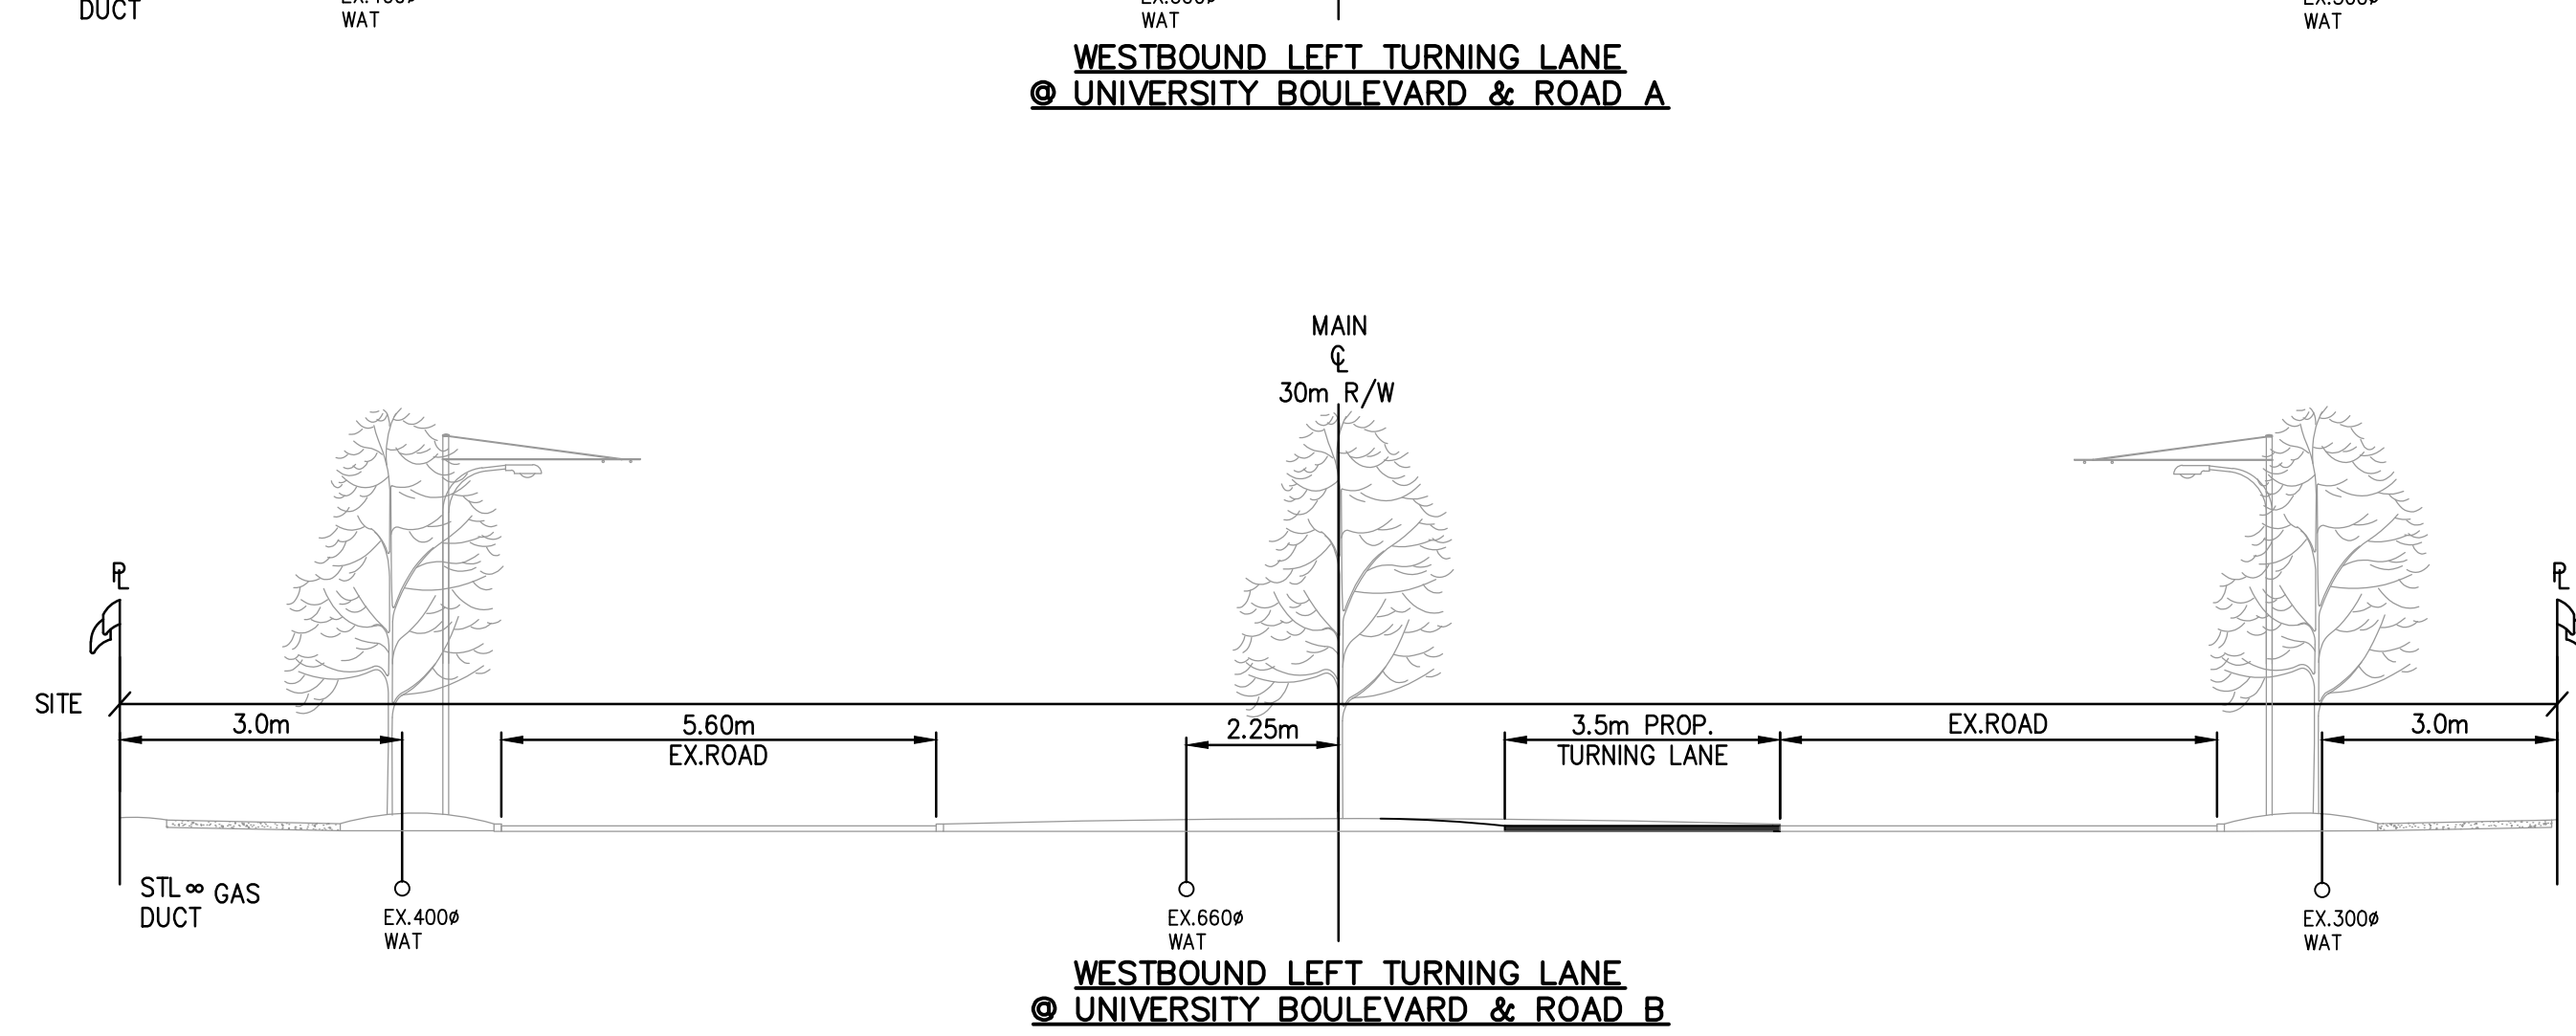 DUCT
WAT
WAT
WAT
WESTBOUND LEFT TURNING LANE
@ UNIVERSITY BOULEVARD & ROAD A
MAIN
℄
30m R/W
PL
PL
SITE
3.0m
5.60m
EX.ROAD
2.25m
3.5m PROP.
TURNING LANE
EX.ROAD
3.0m
STL ∞ GAS
DUCT
EX.400ø
WAT
EX.660ø
WAT
EX.300ø
WAT
WESTBOUND LEFT TURNING LANE
@ UNIVERSITY BOULEVARD & ROAD B